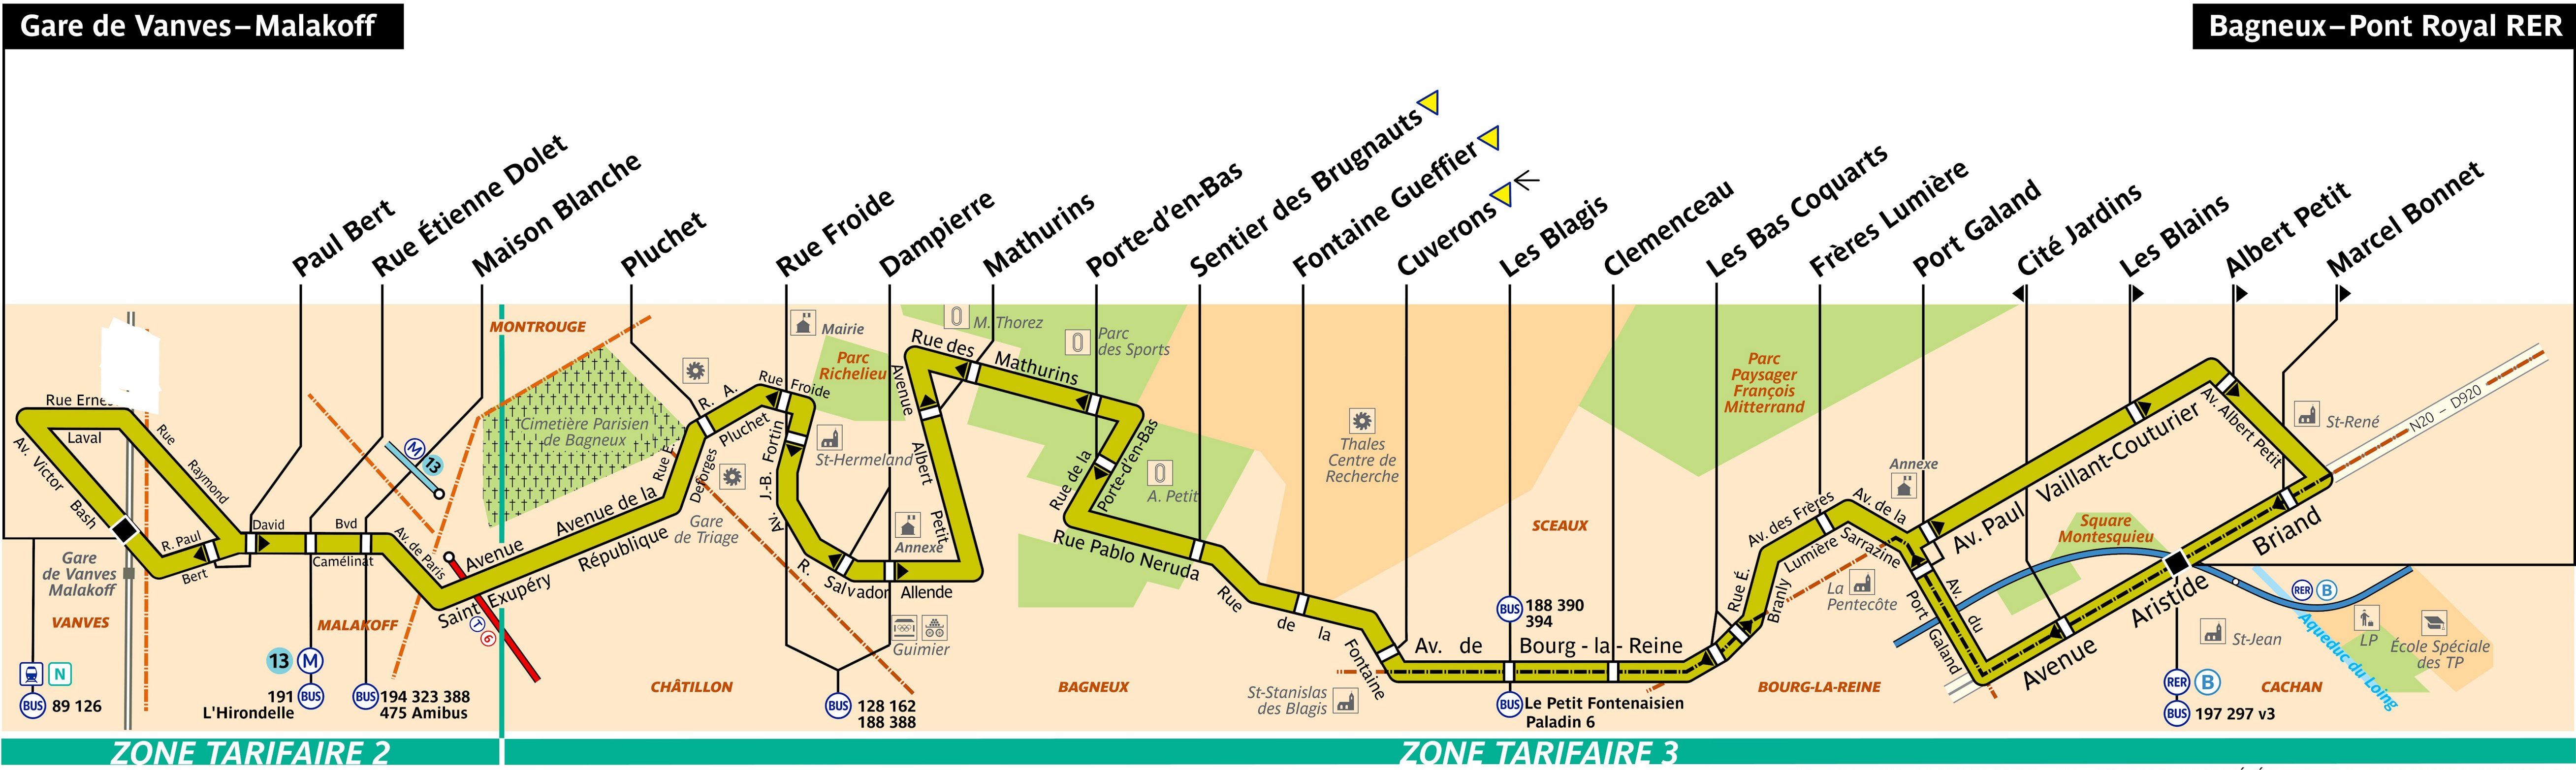 Gare de Vanves–Malakoff
Bagneux–Pont Royal RER
Paul Bert
Rue Étienne Dolet
Maison Blanche
Pluchet
Rue Froide
Dampierre
Mathurins
Porte-d'en-Bas
Sentier des Brugnauts
Fontaine Gueffier
Cuverons
Les Blagis
Clemenceau
Les Bas Coquarts
Frères Lumière
Port Galand
Cité Jardins
Les Blains
Albert Petit
Marcel Bonnet
Rue Ernes
Laval
Av. Victor
Bash
Rue
Raymond
R. Paul
Bert
David
Bvd
Camélinat
Av. de Paris
Gare
de Vanves
Malakoff
VANVES
N
BUS 89 126
M 13
MALAKOFF
13 M
191 BUS
L'Hirondelle
BUS 194 323 388
475 Amibus
MONTROUGE
Cimetière Parisien
de Bagneux
Avenue
Saint Exupéry
T 6
Avenue de la
République
Rue E.
Deforges
R. A.
Pluchet
Gare
de Triage
CHÂTILLON
Rue Froide
Mairie
Parc
Richelieu
St-Hermeland
Av. J.-B. Fortin
R. Salvador Allende
Annexe
Guimier
BUS 128 162
188 388
Avenue
Albert
Petit
M. Thorez
Rue des Mathurins
Parc
des Sports
A. Petit
Rue de la
Porte-d'en-Bas
Rue Pablo Neruda
BAGNEUX
Rue de la Fontaine
Thales
Centre de
Recherche
SCEAUX
St-Stanislas
des Blagis
Av. de Bourg-la-Reine
BUS 188 390
394
BUS Le Petit Fontenaisien
Paladin 6
Parc
Paysager
François
Mitterrand
Rue É.
Branly
Av. des Frères
Lumière
Av. de la
Sarrazine
Annexe
La
Pentecôte
BOURG-LA-REINE
Av. du
Port Galand
Av. Paul Vaillant-Couturier
Square
Montesquieu
Av. Albert Petit
St-René
N20 – D920
Avenue Aristide Briand
RER B
BUS 197 297 v3
St-Jean
CACHAN
Aqueduc du Loing
RER B
LP
École Spéciale
des TP
ZONE TARIFAIRE 2
ZONE TARIFAIRE 3